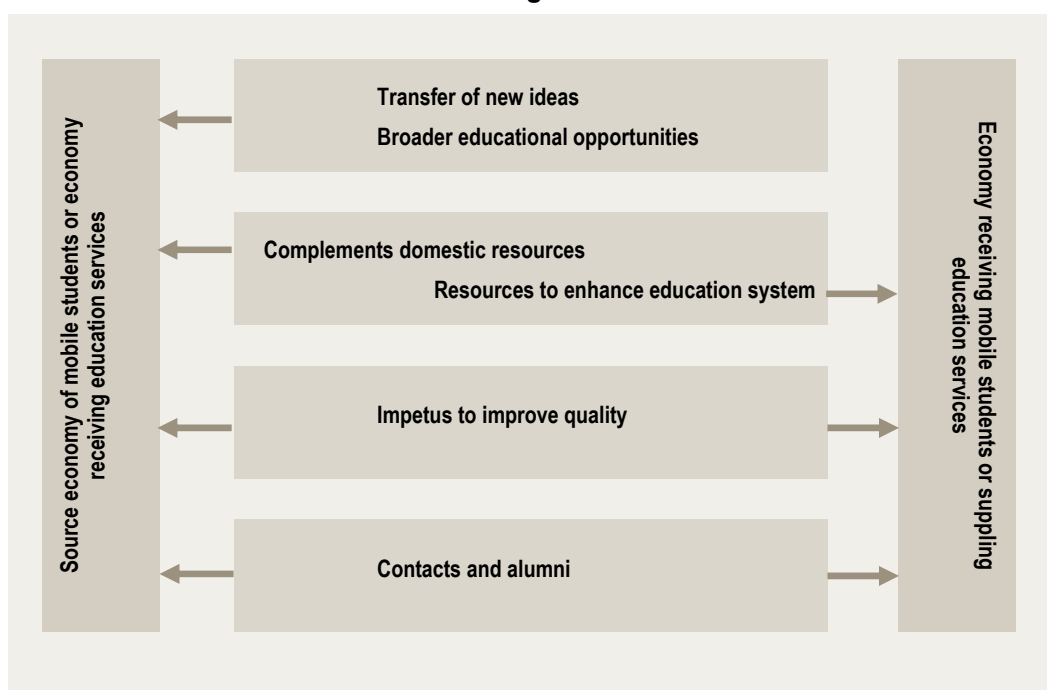 Source economy of mobile students or economy
receiving education services
Transfer of new ideas
Broader educational opportunities
Complements domestic resources
Resources to enhance education system
Impetus to improve quality
Contacts and alumni
Economy receiving mobile students or suppling
education services